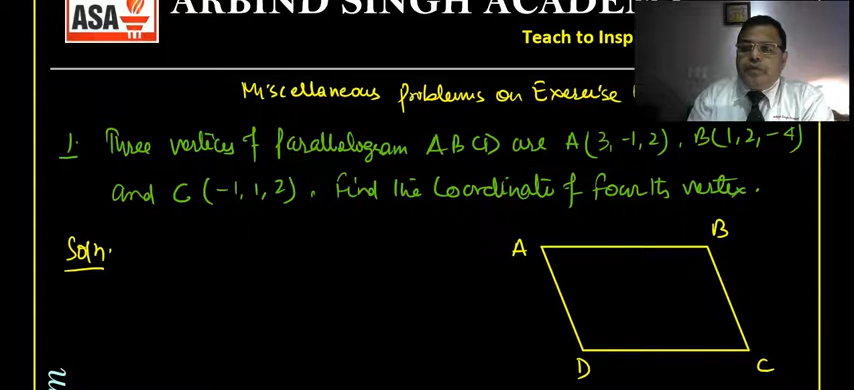 ARBIND SINGH ACADEM
ASA
Teach to Insp
Miscellaneous problems on Exercise
1. Three vertices of parallelogram ABCD are A(3, -1, 2), B(1, 2, -4)
and C(-1, 1, 2). Find the Coordinate of fourth vertex.
Soln.
A
B
D
C
m